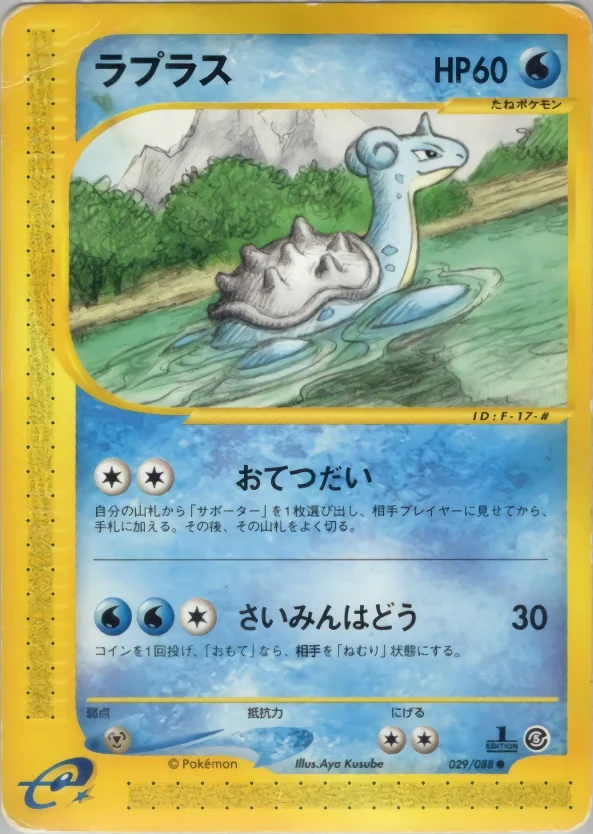 ラプラス HP60
たねポケモン
ID:F-17-#
おてつだい
自分の山札から「サポーター」を1枚選び出し、相手プレイヤーに見せてから、
手札に加える。その後、その山札をよく切る。
さいみんはどう 30
コインを1回投げ、「おもて」なら、相手を「ねむり」状態にする。
弱点 抵抗力 にげる
1
EDITION
© Pokémon Illus.Aya Kusube 029/088 ●
e